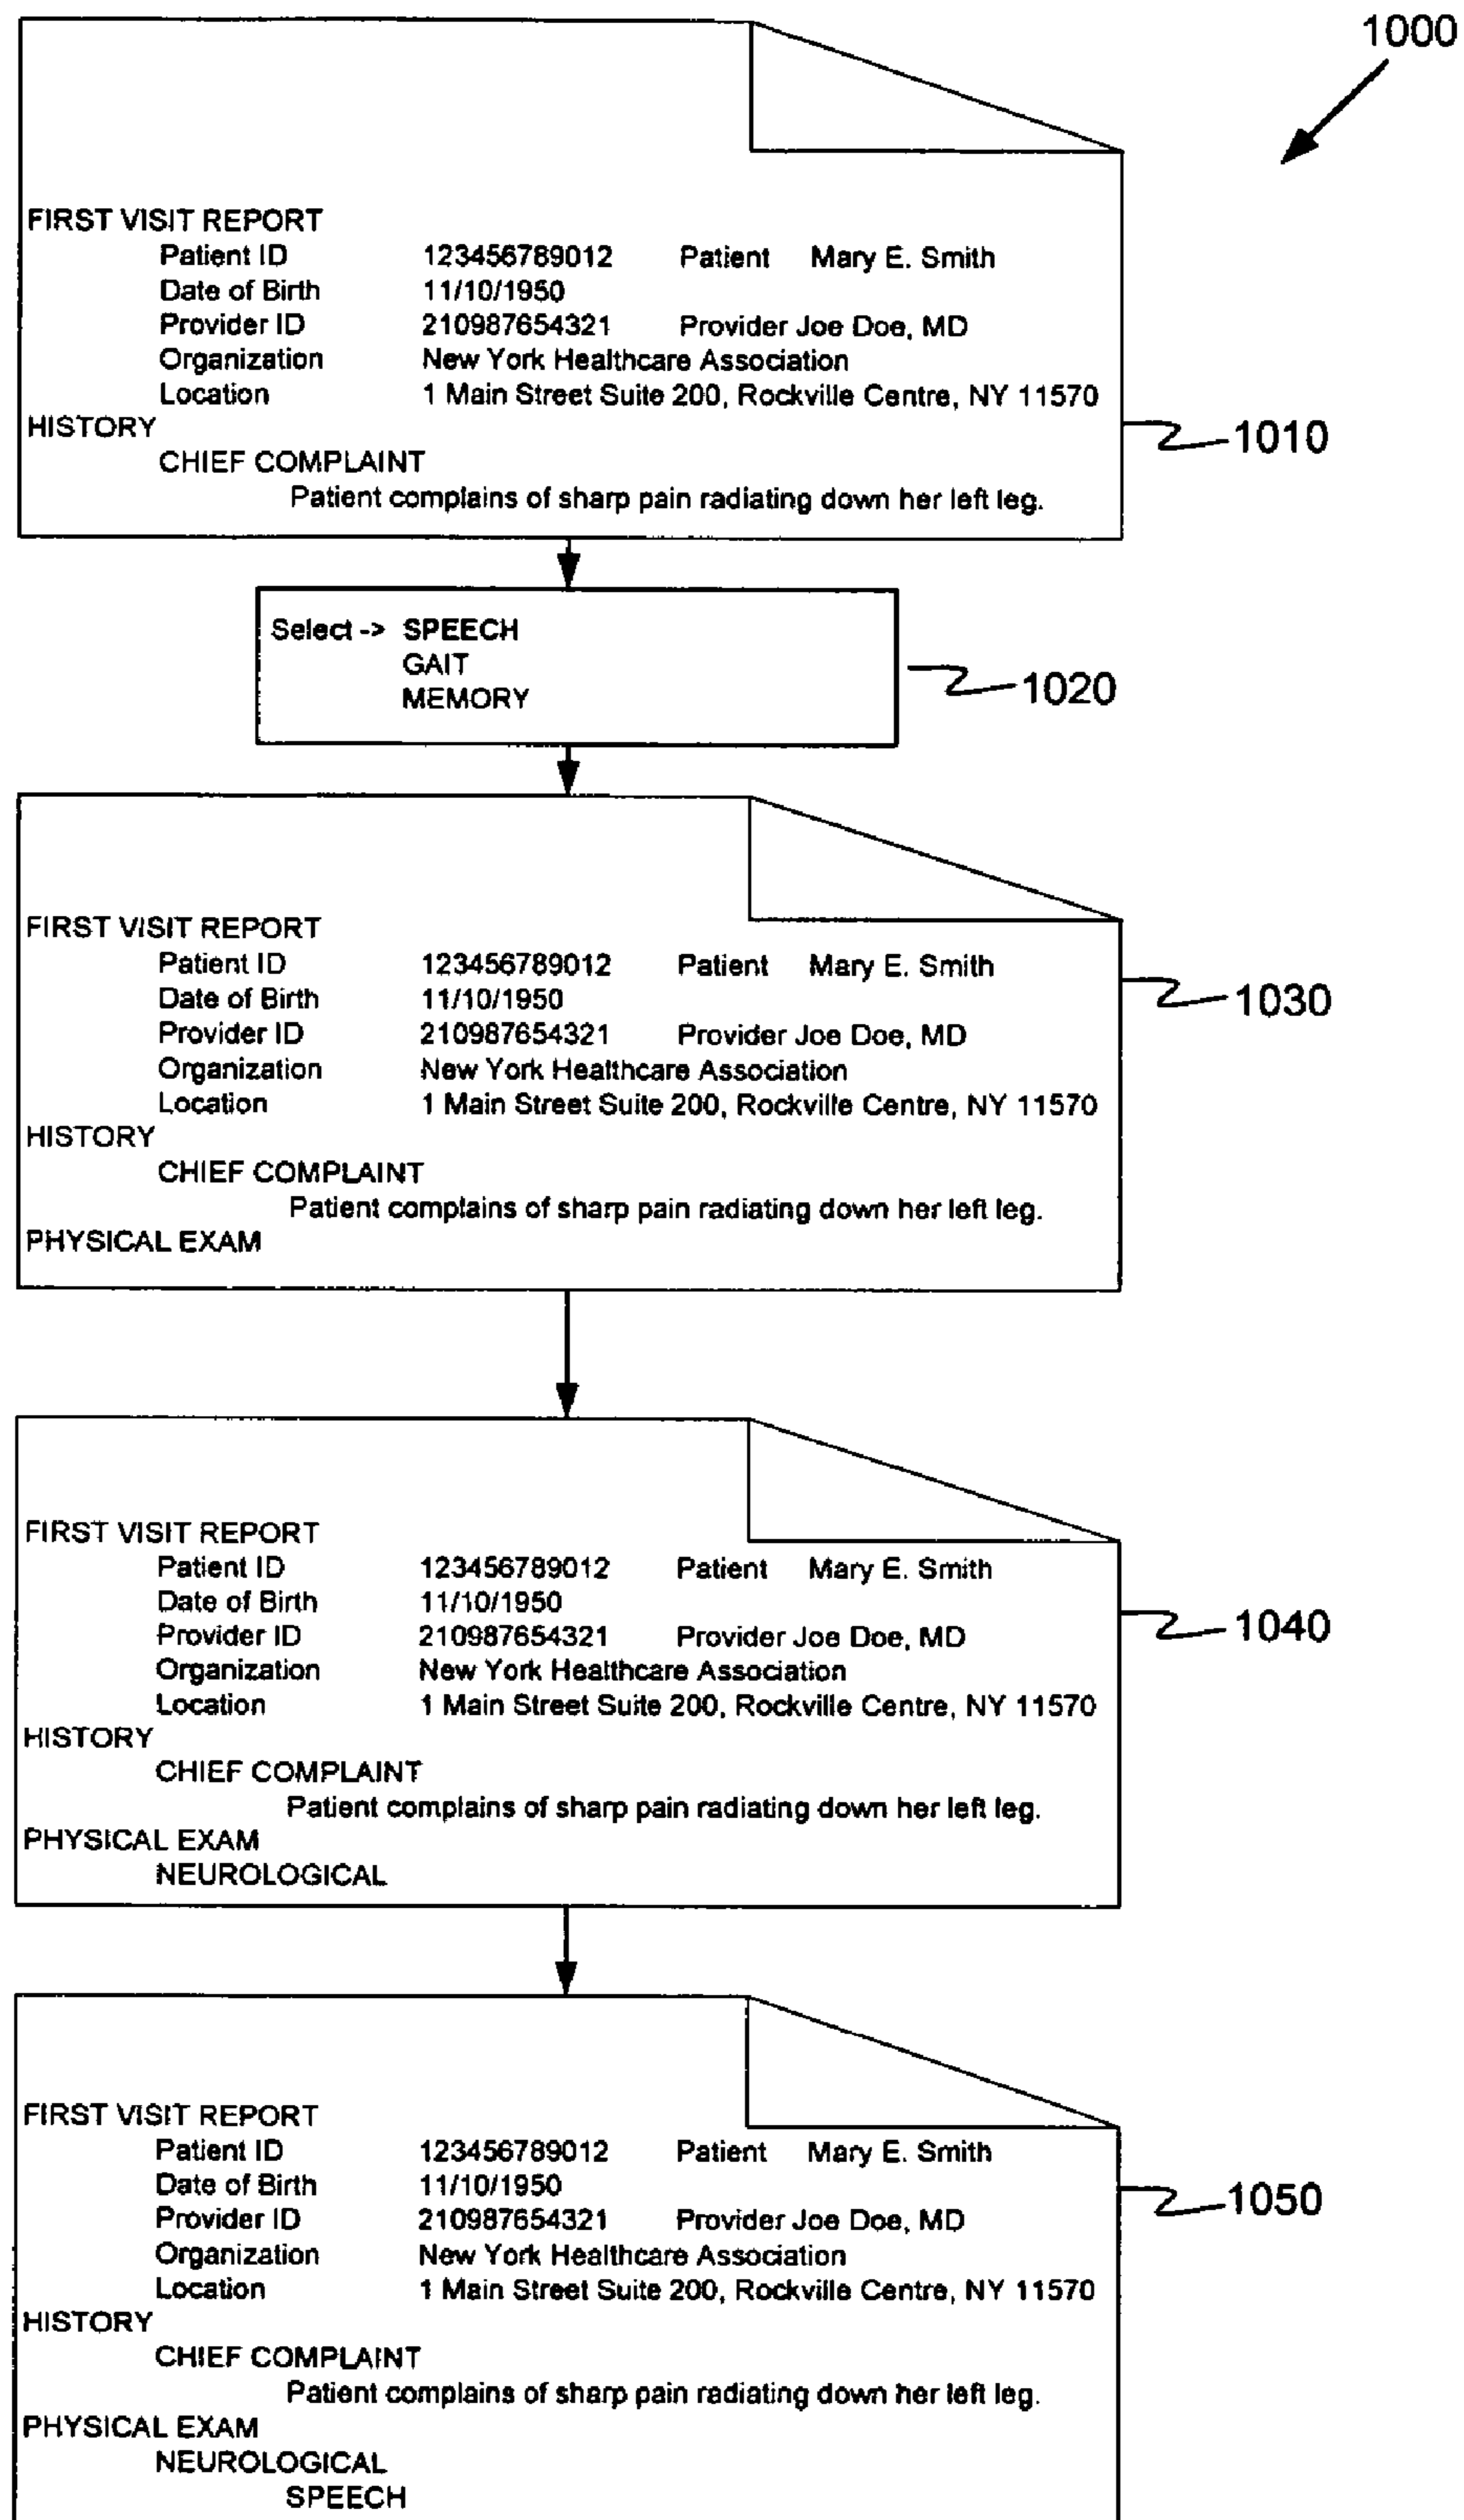 1000
FIRST VISIT REPORT
Patient ID 123456789012 Patient Mary E. Smith
Date of Birth 11/10/1950
Provider ID 210987654321 Provider Joe Doe, MD
Organization New York Healthcare Association
Location 1 Main Street Suite 200, Rockville Centre, NY 11570
HISTORY
1010
CHIEF COMPLAINT
Patient complains of sharp pain radiating down her left leg.
Select -> SPEECH
GAIT
MEMORY
1020
FIRST VISIT REPORT
Patient ID 123456789012 Patient Mary E. Smith
Date of Birth 11/10/1950
1030
Provider ID 210987654321 Provider Joe Doe, MD
Organization New York Healthcare Association
Location 1 Main Street Suite 200, Rockville Centre, NY 11570
HISTORY
CHIEF COMPLAINT
Patient complains of sharp pain radiating down her left leg.
PHYSICAL EXAM
FIRST VISIT REPORT
Patient ID 123456789012 Patient Mary E. Smith
Date of Birth 11/10/1950
1040
Provider ID 210987654321 Provider Joe Doe, MD
Organization New York Healthcare Association
Location 1 Main Street Suite 200, Rockville Centre, NY 11570
HISTORY
CHIEF COMPLAINT
Patient complains of sharp pain radiating down her left leg.
PHYSICAL EXAM
NEUROLOGICAL
FIRST VISIT REPORT
Patient ID 123456789012 Patient Mary E. Smith
Date of Birth 11/10/1950
1050
Provider ID 210987654321 Provider Joe Doe, MD
Organization New York Healthcare Association
Location 1 Main Street Suite 200, Rockville Centre, NY 11570
HISTORY
CHIEF COMPLAINT
Patient complains of sharp pain radiating down her left leg.
PHYSICAL EXAM
NEUROLOGICAL
SPEECH